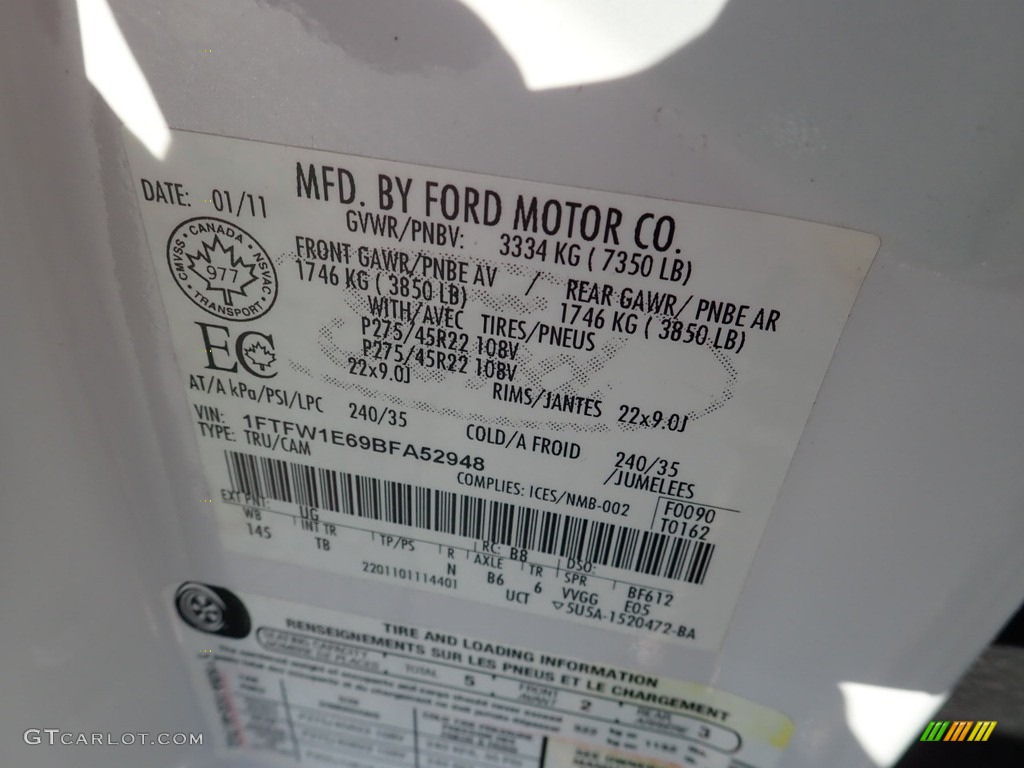 DATE: 01/11
MFD. BY FORD MOTOR CO.
GVWR/PNBV: 3334 KG ( 7350 LB)
FRONT GAWR/PNBE AV / REAR GAWR/ PNBE AR
1746 KG ( 3850 LB) 1746 KG ( 3850 LB)
CANADA
CMVSS 977 NSVAC
TRANSPORT
WITH/AVEC TIRES/PNEUS
P275/45R22 108V
P275/45R22 108V
EC
22x9.0J RIMS/JANTES 22x9.0J
AT/A kPa/PSI/LPC 240/35 COLD/A FROID 240/35
/JUMELEES
VIN: 1FTFW1E69BFA52948
TYPE: TRU/CAM
COMPLIES: ICES/NMB-002
F0090
T0162
EXT PNT: UG RC: B8 DSO:
WB INT TR TP/PS R AXLE TR SPR BF612
145 TB N B6 6 VVGG E05
2201101114401 UCT 5U5A-1520472-BA
TIRE AND LOADING INFORMATION
RENSEIGNEMENTS SUR LES PNEUS ET LE CHARGEMENT
SEATING CAPACITY TOTAL 5 FRONT 2 REAR 3
NOMBRE DE PLACES
GTCARLOT.COM